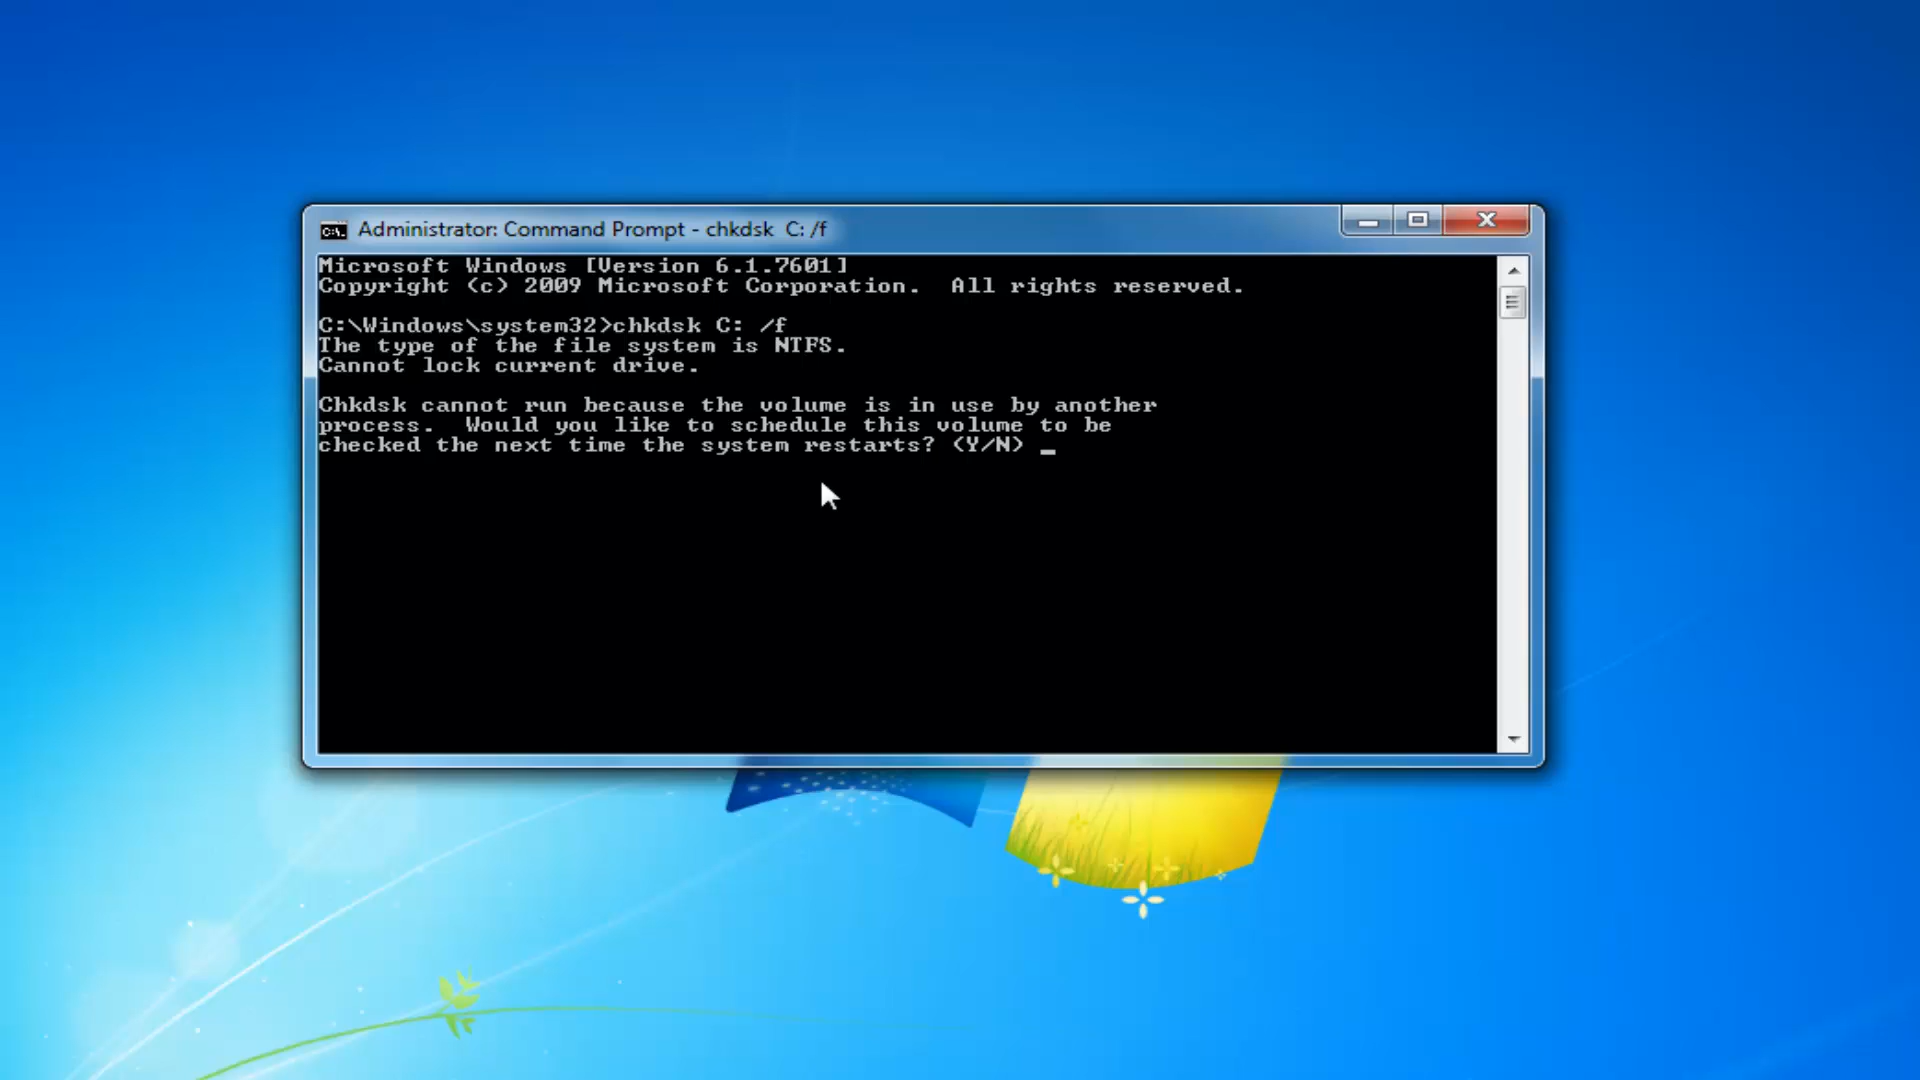 Administrator: Command Prompt - chkdsk  C: /f
Microsoft Windows [Version 6.1.7601]
Copyright (c) 2009 Microsoft Corporation.  All rights reserved.
C:\Windows\system32>chkdsk C: /f
The type of the file system is NTFS.
Cannot lock current drive.
Chkdsk cannot run because the volume is in use by another
process.  Would you like to schedule this volume to be
checked the next time the system restarts? (Y/N) _